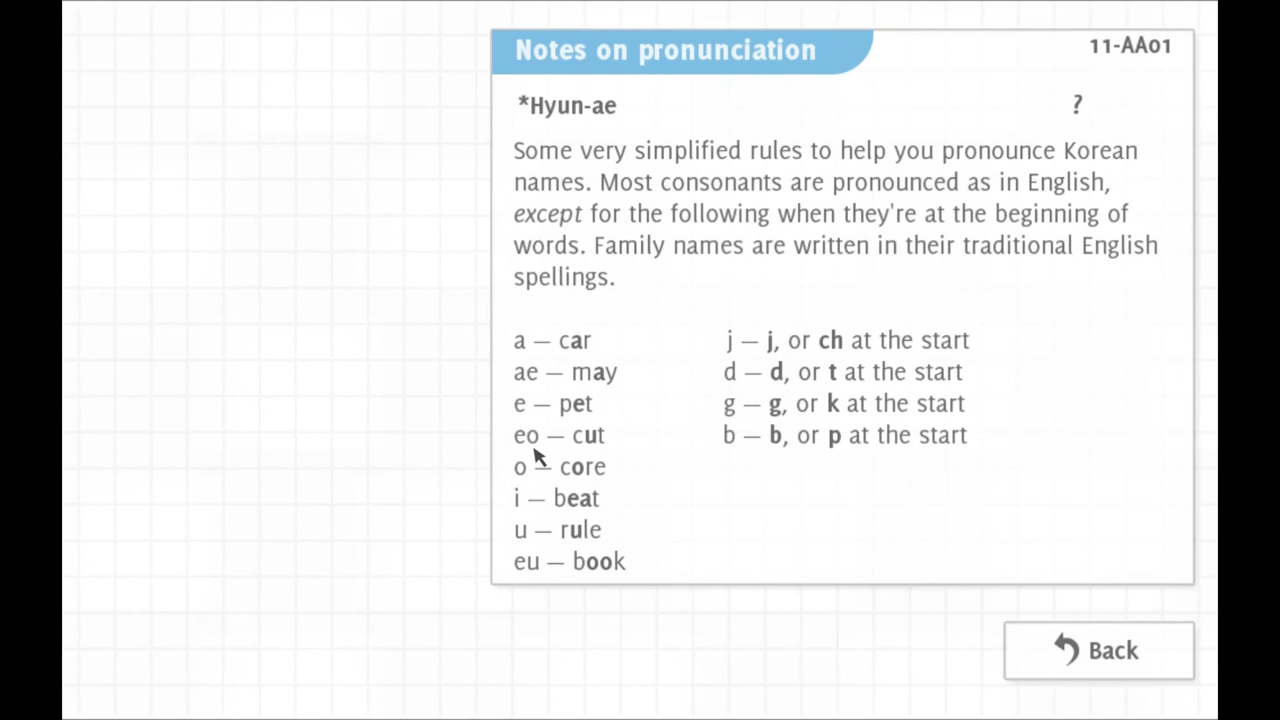 Notes on pronunciation
11-AA01
*Hyun-ae
?
Some very simplified rules to help you pronounce Korean
names. Most consonants are pronounced as in English,
except for the following when they're at the beginning of
words. Family names are written in their traditional English
spellings.
a — car
ae — may
e — pet
eo — cut
o — core
i — beat
u — rule
eu — book
j — j, or ch at the start
d — d, or t at the start
g — g, or k at the start
b — b, or p at the start
Back